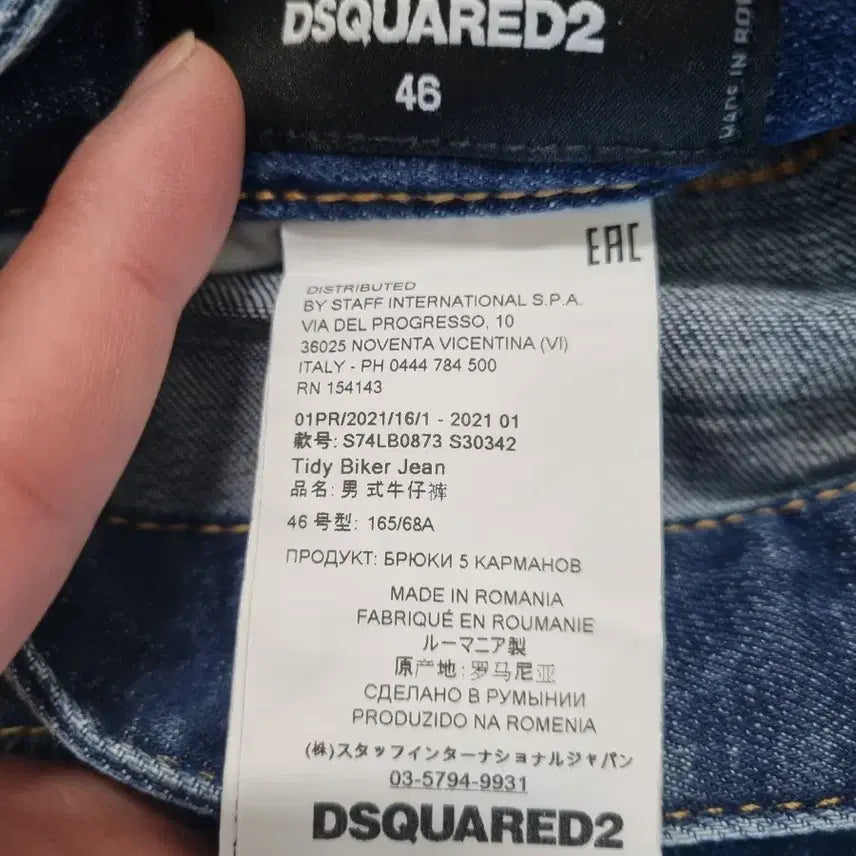 DSQUARED2
46
MADE IN
EAC
DISTRIBUTED
BY STAFF INTERNATIONAL S.P.A.
VIA DEL PROGRESSO, 10
36025 NOVENTA VICENTINA (VI)
ITALY - PH 0444 784 500
RN 154143
01PR/2021/16/1 - 2021 01
款号: S74LB0873 S30342
Tidy Biker Jean
品名: 男 式牛仔裤
46 号型: 165/68A
ПРОДУКТ: БРЮКИ 5 КАРМАНОВ
MADE IN ROMANIA
FABRIQUÉ EN ROUMANIE
ルーマニア製
原产地: 罗马尼亚
СДЕЛАНО В РУМЫНИИ
PRODUZIDO NA ROMENIA
(株)スタッフインターナショナルジャパン
03-5794-9931
DSQUARED2